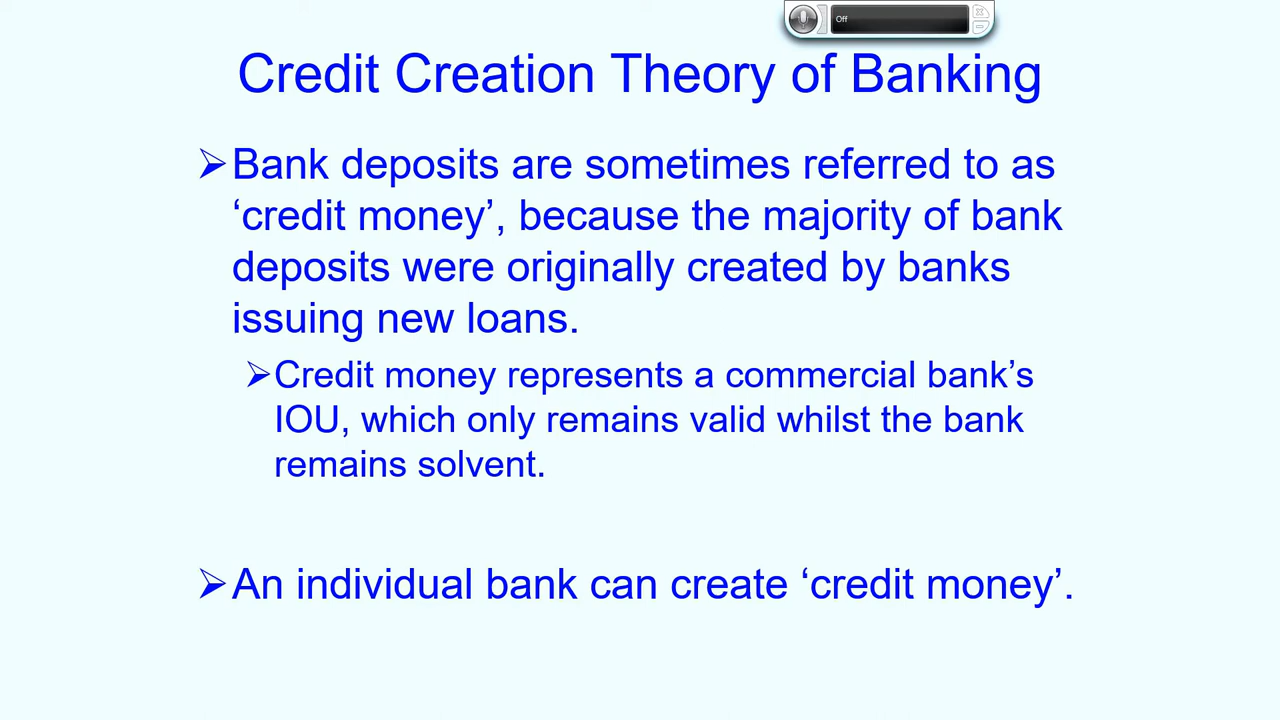 Off
Credit Creation Theory of Banking
➢Bank deposits are sometimes referred to as
‘credit money’, because the majority of bank
deposits were originally created by banks
issuing new loans.
➢Credit money represents a commercial bank’s
IOU, which only remains valid whilst the bank
remains solvent.
➢An individual bank can create ‘credit money’.